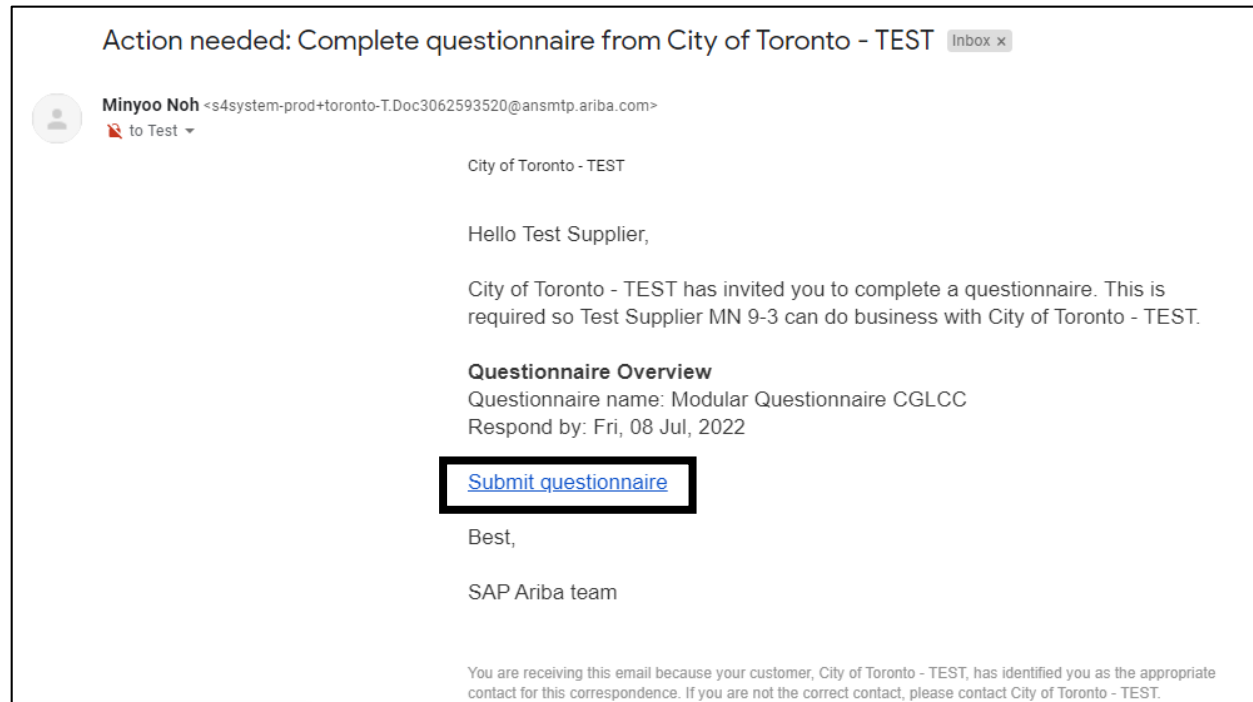 Action needed: Complete questionnaire from City of Toronto - TEST Inbox x
Minyoo Noh <s4system-prod+toronto-T.Doc3062593520@ansmtp.ariba.com>
to Test
City of Toronto - TEST
Hello Test Supplier,
City of Toronto - TEST has invited you to complete a questionnaire. This is
required so Test Supplier MN 9-3 can do business with City of Toronto - TEST.
Questionnaire Overview
Questionnaire name: Modular Questionnaire CGLCC
Respond by: Fri, 08 Jul, 2022
Submit questionnaire
Best,
SAP Ariba team
You are receiving this email because your customer, City of Toronto - TEST, has identified you as the appropriate
contact for this correspondence. If you are not the correct contact, please contact City of Toronto - TEST.